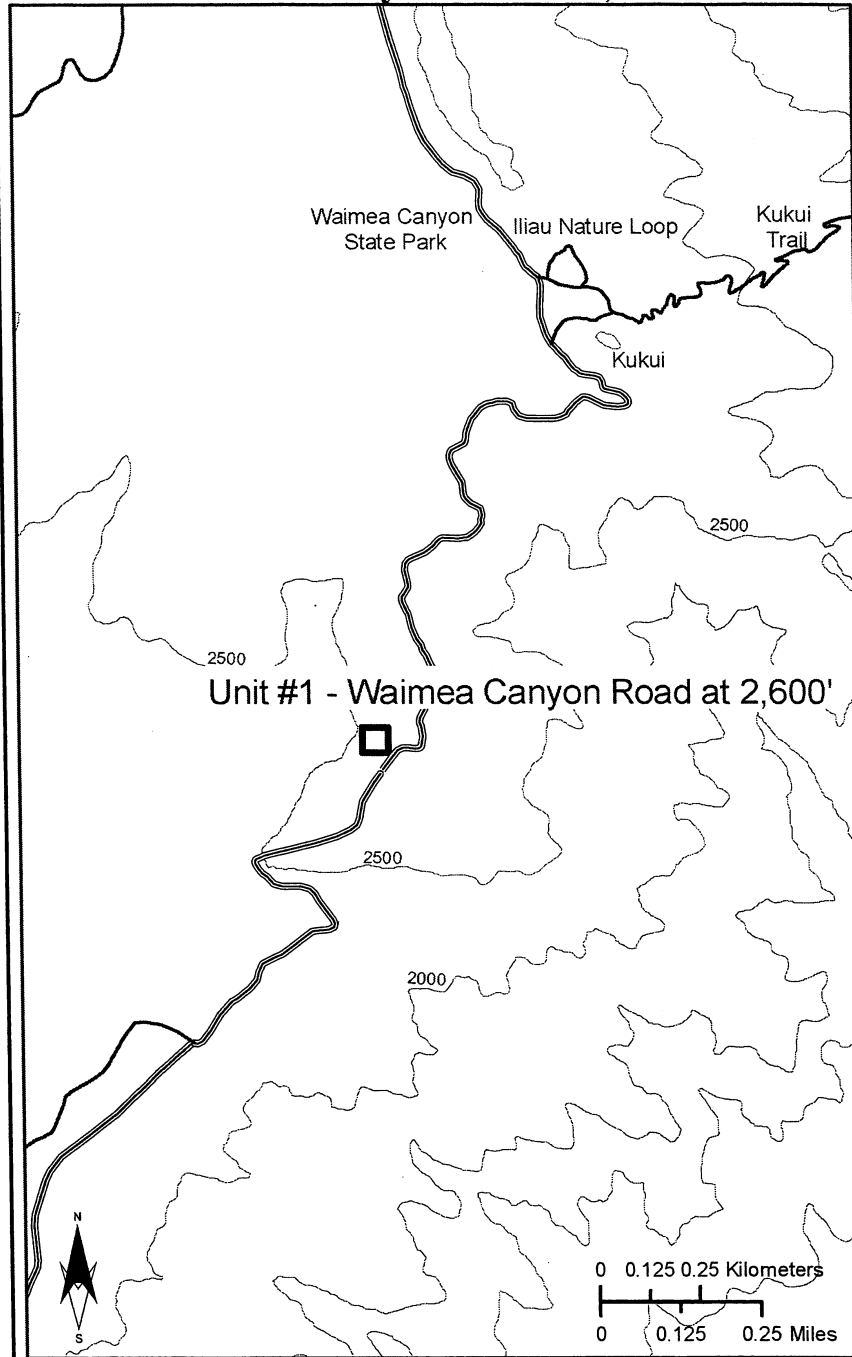 Waimea Canyon
State Park
Iliau Nature Loop
Kukui
Trail
Kukui
2500
2500
Unit #1 - Waimea Canyon Road at 2,600'
2500
2000
N
S
0 0.125 0.25 Kilometers
0 0.125 0.25 Miles